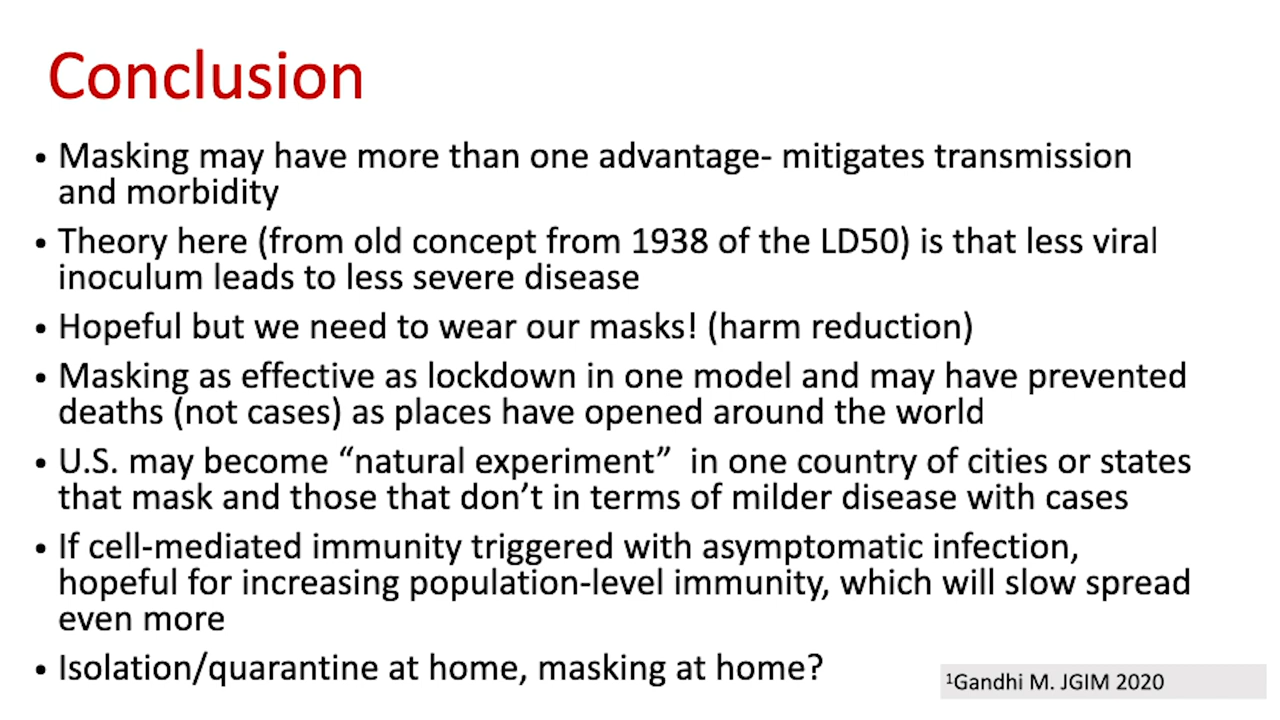 Conclusion
• Masking may have more than one advantage- mitigates transmission
and morbidity
• Theory here (from old concept from 1938 of the LD50) is that less viral
inoculum leads to less severe disease
• Hopeful but we need to wear our masks! (harm reduction)
• Masking as effective as lockdown in one model and may have prevented
deaths (not cases) as places have opened around the world
• U.S. may become “natural experiment”  in one country of cities or states
that mask and those that don’t in terms of milder disease with cases
• If cell-mediated immunity triggered with asymptomatic infection,
hopeful for increasing population-level immunity, which will slow spread
even more
• Isolation/quarantine at home, masking at home?
¹Gandhi M. JGIM 2020